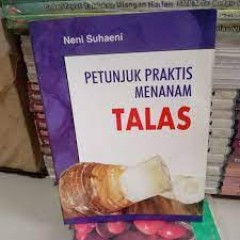 Neni Suhaeni
PETUNJUK PRAKTIS
MENANAM
TALAS